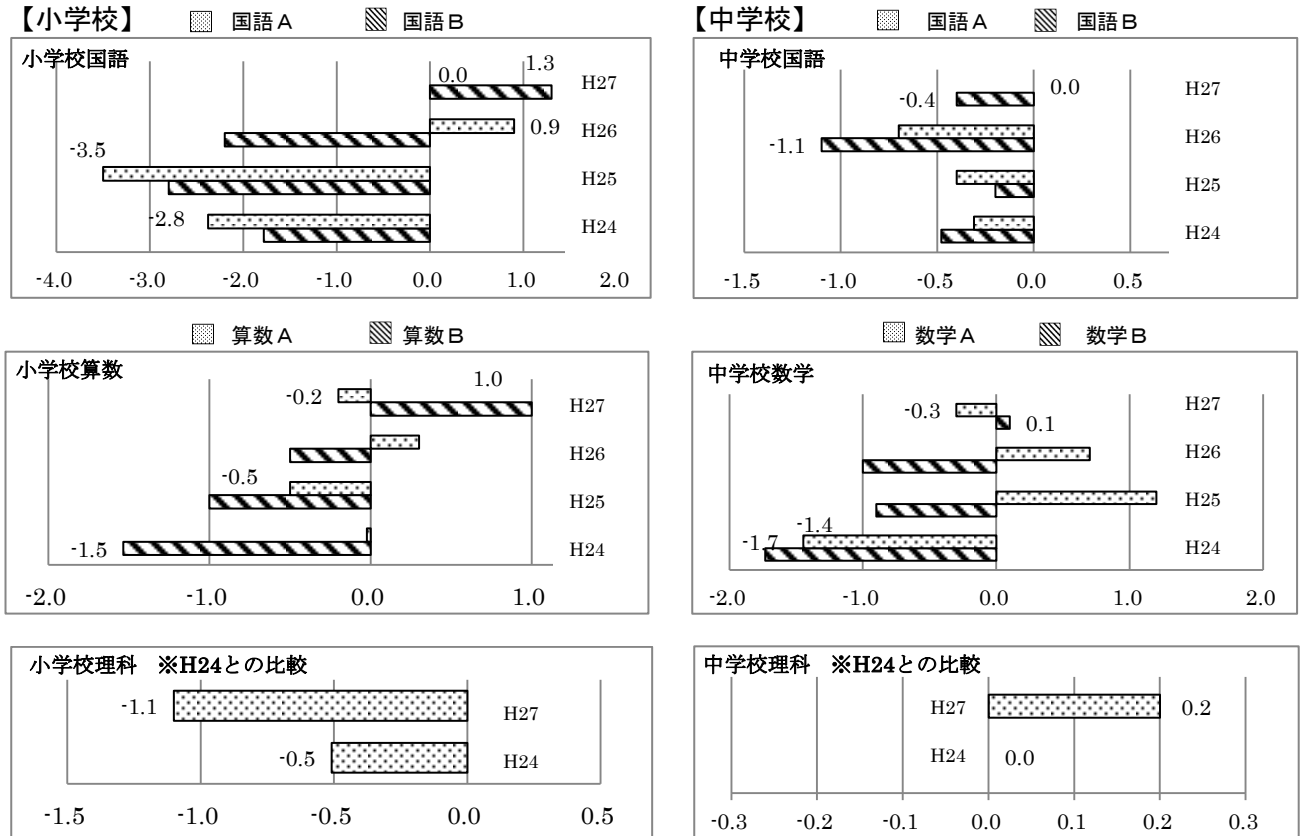 【小学校】 国語A 国語B
小学校国語
0.0 1.3
H27
0.9 H26
-3.5
H25
-2.8 H24
-4.0 -3.0 -2.0 -1.0 0.0 1.0 2.0
算数A 算数B
小学校算数
-0.2 1.0 H27
H26
-0.5 H25
-1.5 H24
-2.0 -1.0 0.0 1.0
小学校理科 ※H24との比較
-1.1 H27
-0.5 H24
-1.5 -1.0 -0.5 0.0 0.5
【中学校】 国語A 国語B
中学校国語
-0.4 0.0 H27
-1.1 H26
H25
H24
-1.5 -1.0 -0.5 0.0 0.5
数学A 数学B
中学校数学
-0.3 0.1 H27
H26
H25
-1.4
-1.7 H24
-2.0 -1.0 0.0 1.0 2.0
中学校理科 ※H24との比較
H27 0.2
H24 0.0
-0.3 -0.2 -0.1 0.0 0.1 0.2 0.3